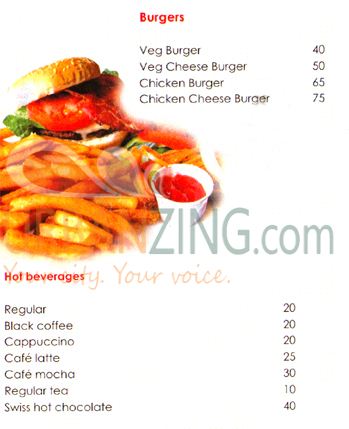 Burgers
Veg Burger 40
Veg Cheese Burger 50
Chicken Burger 65
Chicken Cheese Burger 75
ZING.com
Your city. Your voice.
Hot beverages
Regular 20
Black coffee 20
Cappuccino 20
Café latte 25
Café mocha 30
Regular tea 10
Swiss hot chocolate 40